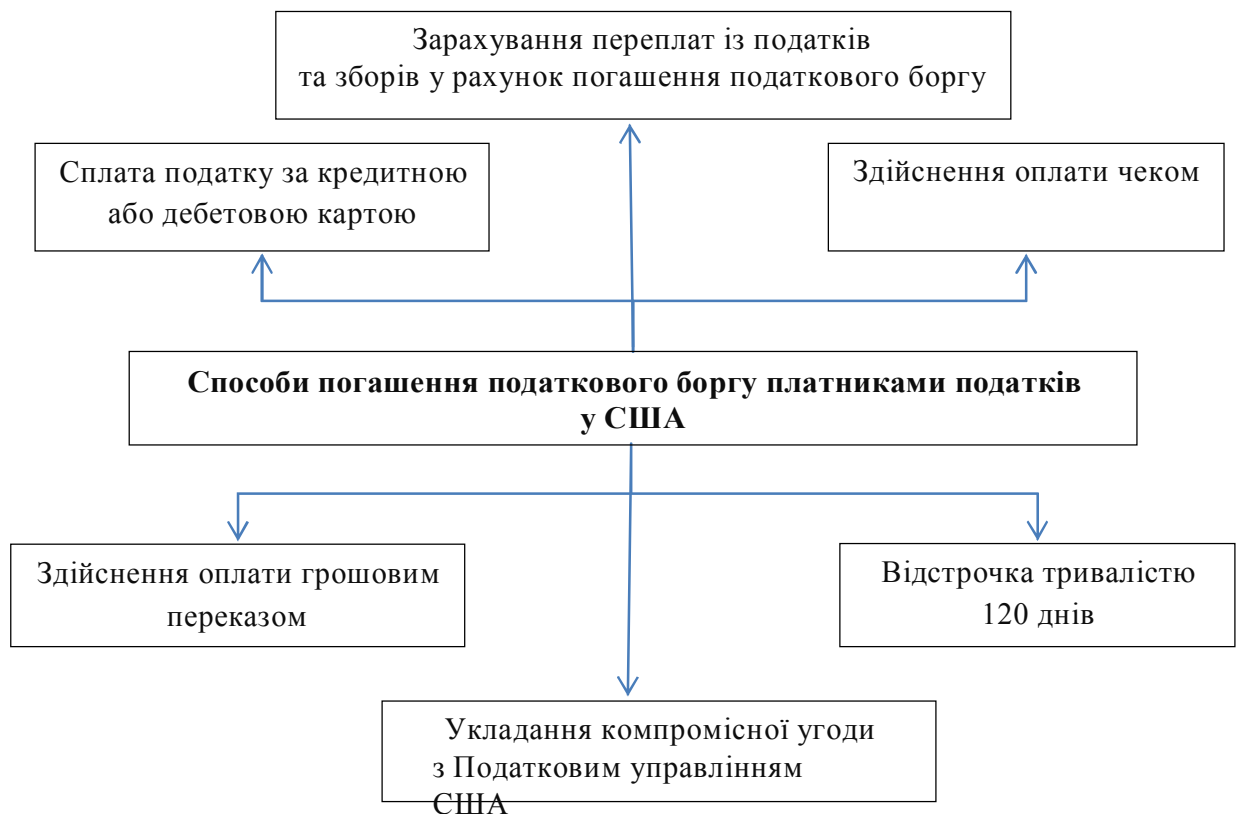 Зарахування переплат із податків
та зборів у рахунок погашення податкового боргу
Сплата податку за кредитною
або дебетовою картою
Здійснення оплати чеком
Способи погашення податкового боргу платниками податків
у США
Здійснення оплати грошовим
переказом
Відстрочка тривалістю
120 днів
Укладання компромісної угоди
з Податковим управлінням
США